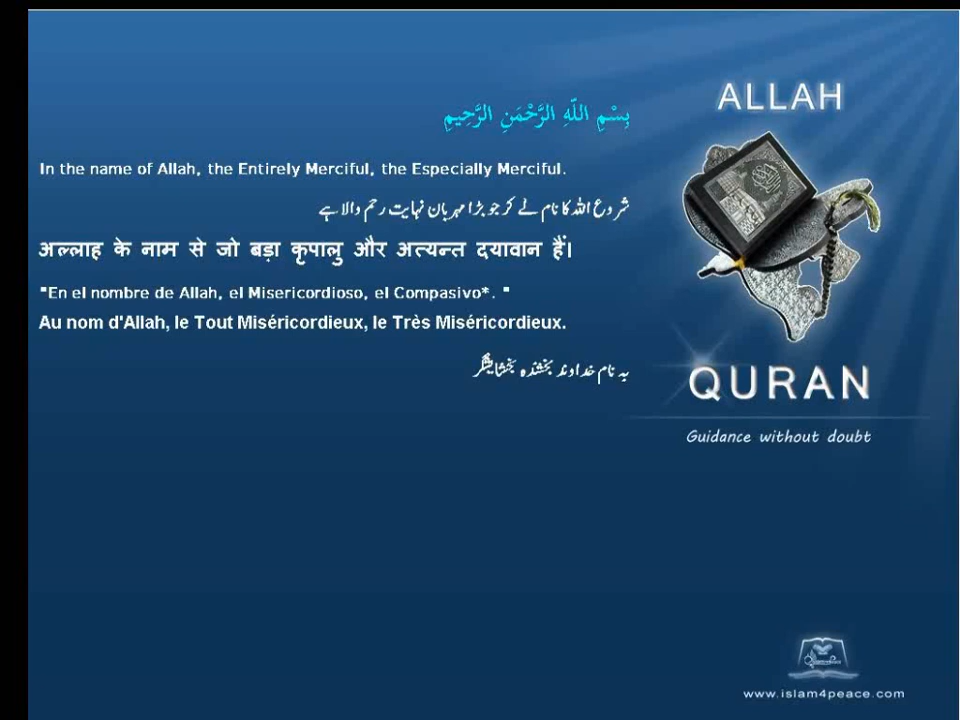 بِسْمِ اللَّهِ الرَّحْمَنِ الرَّحِيمِ
In the name of Allah, the Entirely Merciful, the Especially Merciful.
شروع اللہ کا نام لے کر جو بڑا مہربان نہایت رحم والا ہے
अल्लाह के नाम से जो बड़ा कृपालु और अत्यन्त दयावान हैं।
"En el nombre de Allah, el Misericordioso, el Compasivo*. "
Au nom d'Allah, le Tout Miséricordieux, le Très Miséricordieux.
به نام خداوند بخشنده بخشایشگر
ALLAH
QURAN
Guidance without doubt
www.islam4peace.com